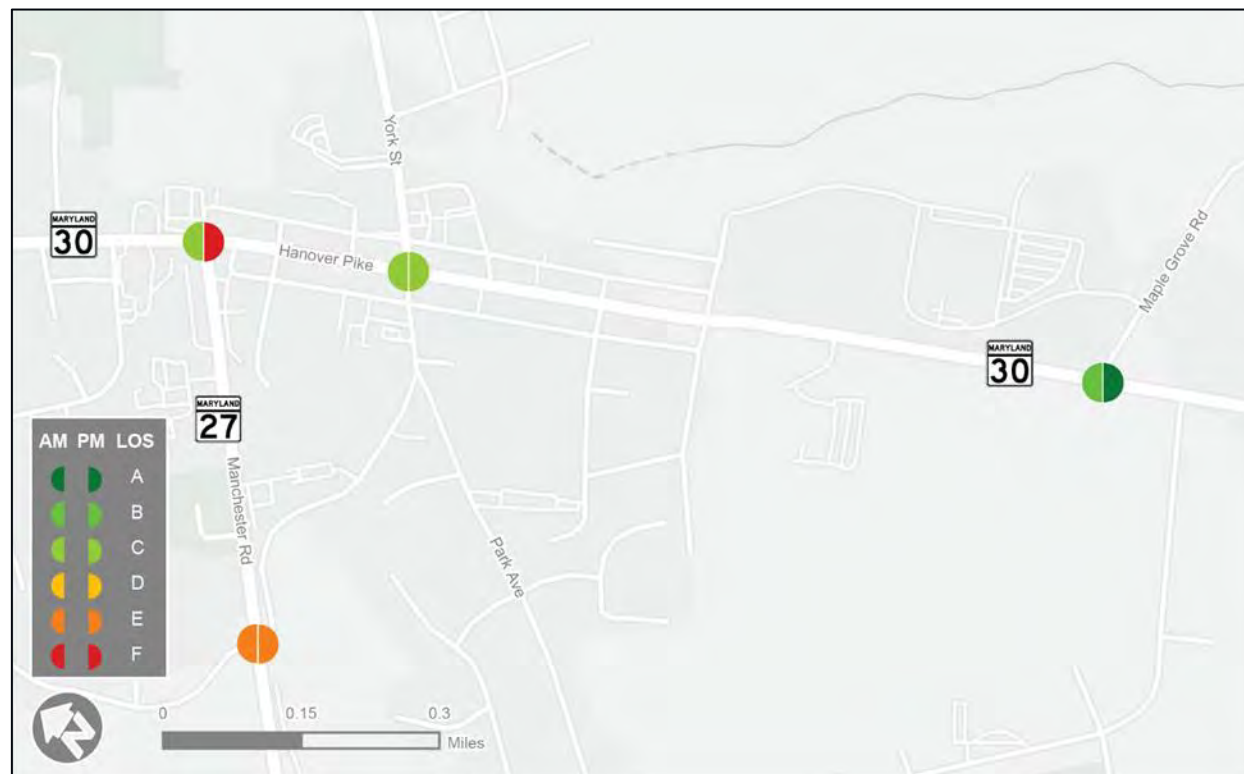 York St
MARYLAND
30
Hanover Pike
Maple Grove Rd
MARYLAND
30
MARYLAND
27
AM PM LOS
A
B
C
D
E
F
Manchester Rd
Park Ave
N
0 0.15 0.3
Miles